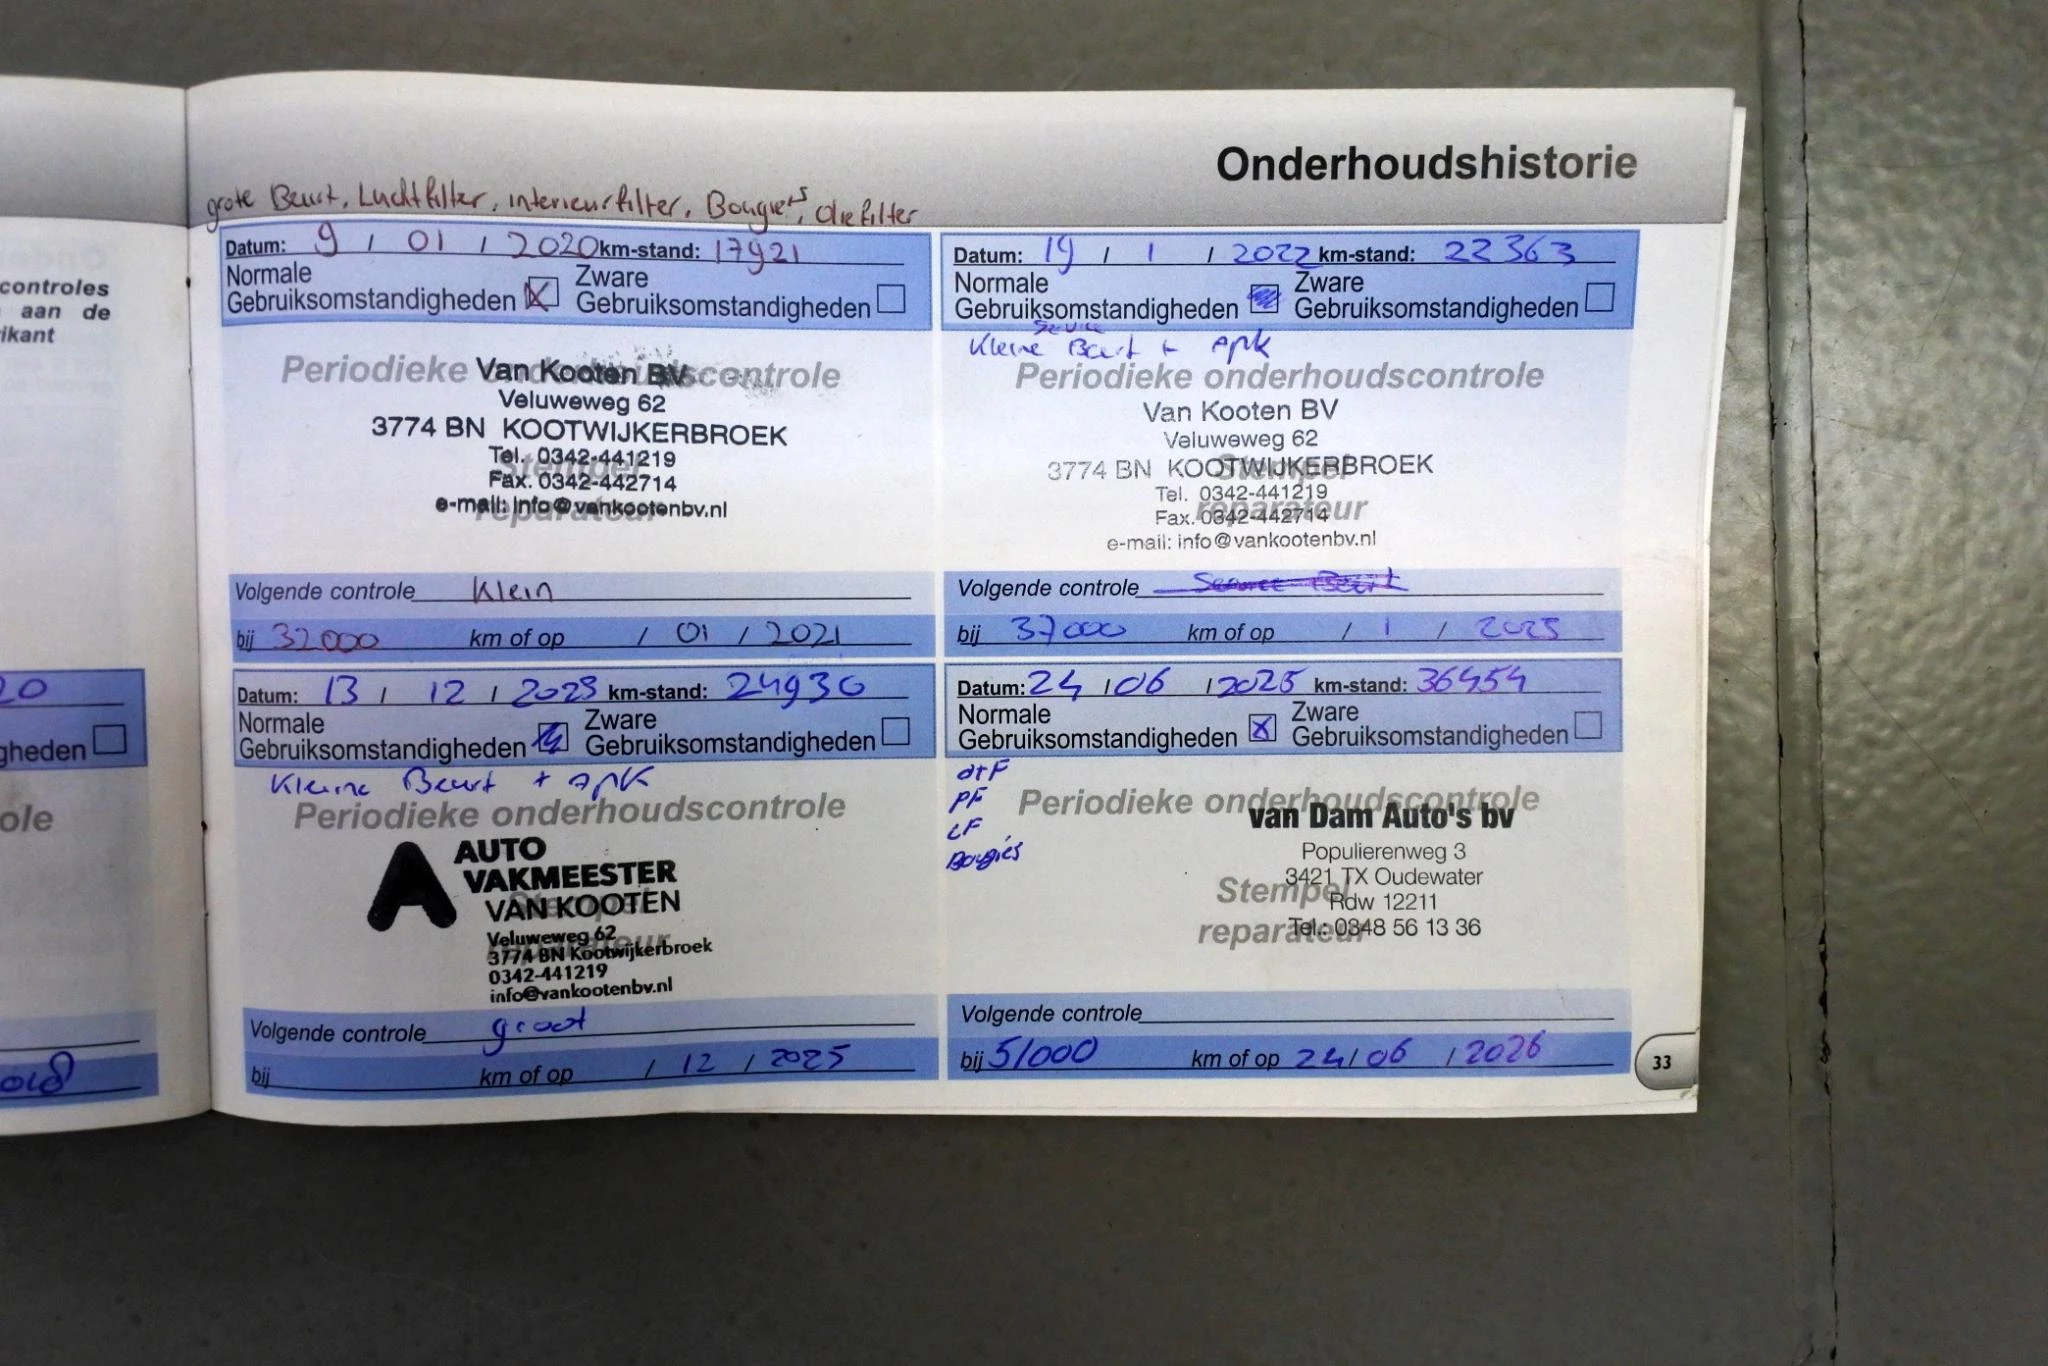 Onderhoudshistorie
controles
aan de
ikant
grote Beurt, Luchtfilter, interieurfilter, Bougies, oliefilter
Datum: 9 / 01 / 2020 km-stand: 17921
Normale
Gebruiksomstandigheden
Zware
Gebruiksomstandigheden
Periodieke onderhoudscontrole
Van Kooten BV
Veluweweg 62
3774 BN KOOTWIJKERBROEK
Tel. 0342-441219
Stempel
Fax. 0342-442714
e-mail: info@vankootenbv.nl
reparateur
Volgende controle Klein
bij 32000 km of op / 01 / 2021
Datum: 19 / 1 / 2022 km-stand: 22363
Normale
Gebruiksomstandigheden
Zware
Gebruiksomstandigheden
Kleine Beurt + Apk
Periodieke onderhoudscontrole
Van Kooten BV
Veluweweg 62
3774 BN KOOTWIJKERBROEK
Stempel
Tel. 0342-441219
reparateur
Fax. 0342-442714
e-mail: info@vankootenbv.nl
Volgende controle
bij 37000 km of op / 1 /
20
gheden
ole
Datum: 13 / 12 / 2023 km-stand: 24930
Normale
Gebruiksomstandigheden
Zware
Gebruiksomstandigheden
Kleine Beurt + Apk
Periodieke onderhoudscontrole
AUTO
VAKMEESTER
VAN KOOTEN
Stempel
Veluweweg 62
reparateur
3774 BN Kootwijkerbroek
0342-441219
info@vankootenbv.nl
Volgende controle groot
bij km of op / 12 / 2025
Datum: 24 / 06 / 2025 km-stand: 36454
Normale
Gebruiksomstandigheden
Zware
Gebruiksomstandigheden
PF
Bougies
Periodieke onderhoudscontrole
van Dam Auto's bv
Populierenweg 3
3421 TX Oudewater
Stempel
Rdw 12211
reparateur
Tel.: 0348 56 13 36
Volgende controle
bij 51000 km of op 24 / 06 / 2026
33